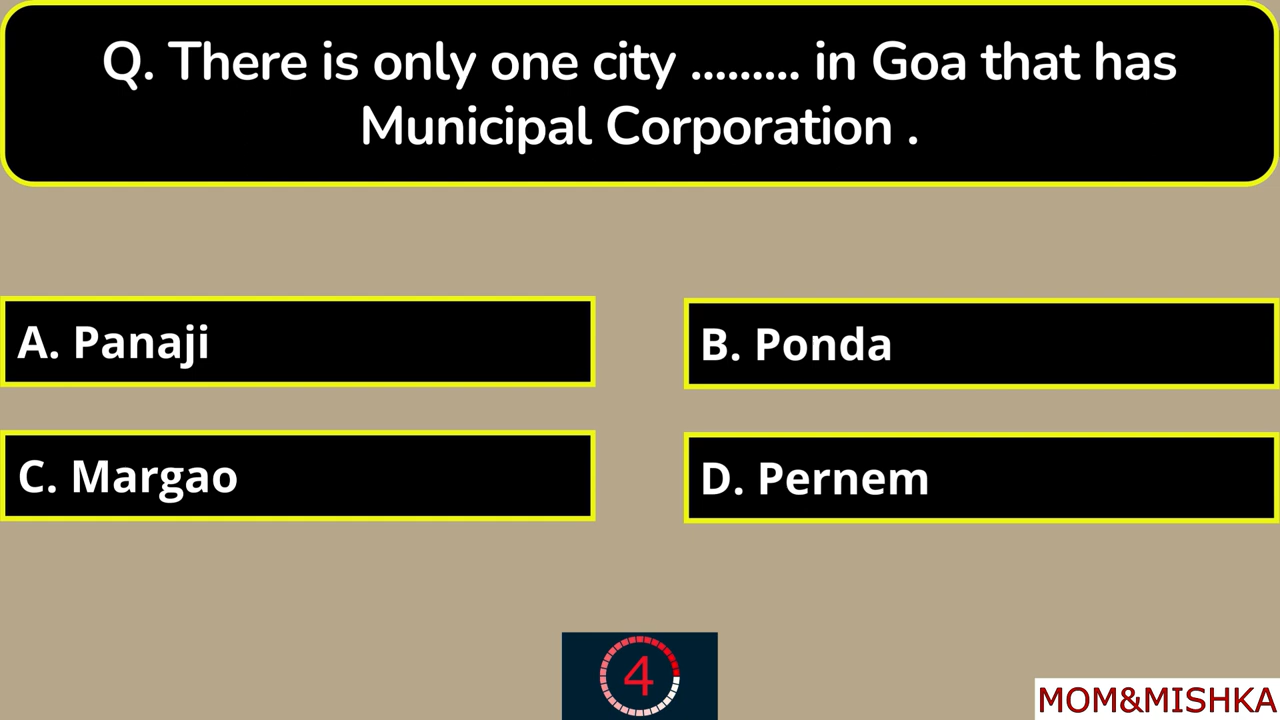 Q. There is only one city ......... in Goa that has
Municipal Corporation .
A. Panaji
B. Ponda
C. Margao
D. Pernem
4
MOM&MISHKA